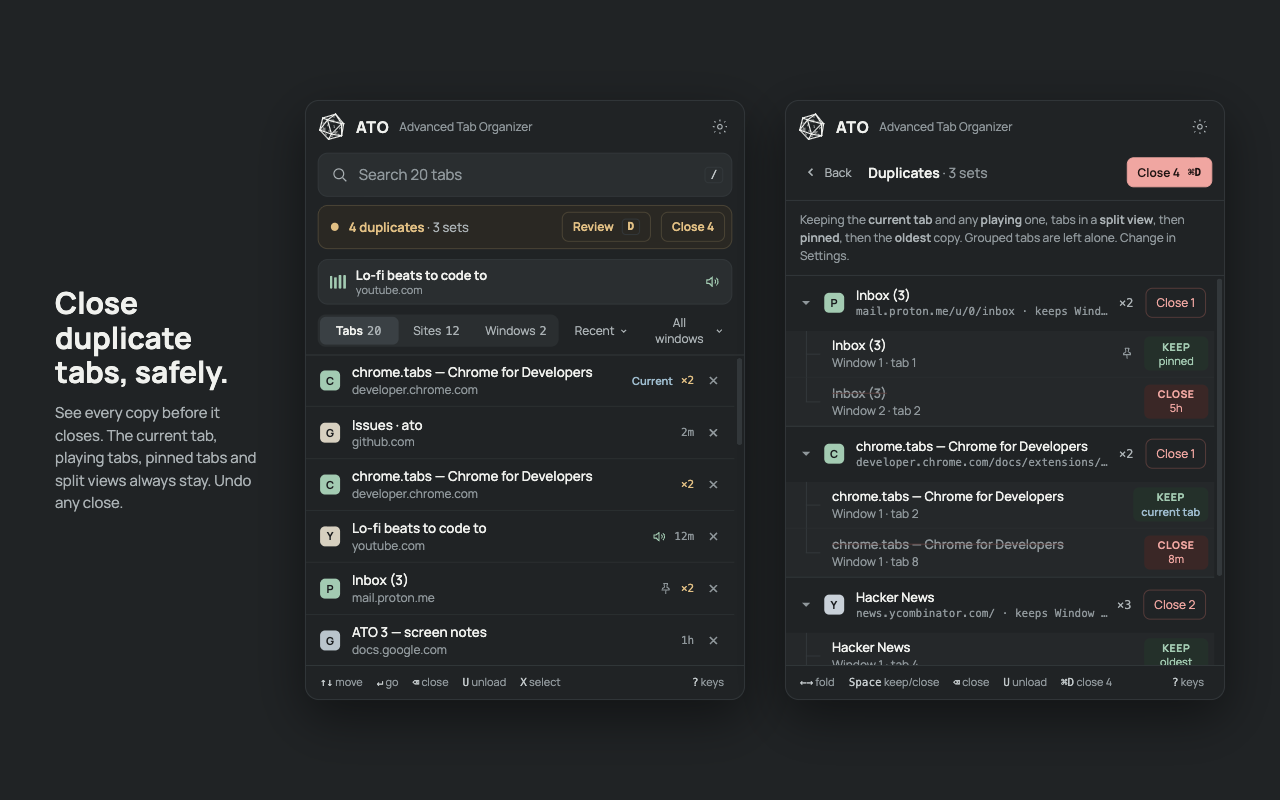 Close
duplicate
tabs, safely.
See every copy before it
closes. The current tab,
playing tabs, pinned tabs and
split views always stay. Undo
any close.
ATO Advanced Tab Organizer
Search 20 tabs /
4 duplicates · 3 sets Review D Close 4
Lo-fi beats to code to
youtube.com
Tabs 20 Sites 12 Windows 2 Recent All windows
C chrome.tabs — Chrome for Developers Current ×2 ×
developer.chrome.com
G Issues · ato 2m ×
github.com
C chrome.tabs — Chrome for Developers ×2 ×
developer.chrome.com
Y Lo-fi beats to code to 12m ×
youtube.com
P Inbox (3) ×2 ×
mail.proton.me
G ATO 3 — screen notes 1h ×
docs.google.com
↑↓ move ↵ go ⌫ close U unload X select ? keys
ATO Advanced Tab Organizer
Back Duplicates · 3 sets Close 4 ⌘D
Keeping the current tab and any playing one, tabs in a split view, then
pinned, then the oldest copy. Grouped tabs are left alone. Change in
Settings.
P Inbox (3) ×2 Close 1
mail.proton.me/u/0/inbox · keeps Wind…
Inbox (3) KEEP
Window 1 · tab 1 pinned
Inbox (3) CLOSE
Window 2 · tab 2 5h
C chrome.tabs — Chrome for Developers ×2 Close 1
developer.chrome.com/docs/extensions/…
chrome.tabs — Chrome for Developers KEEP
Window 1 · tab 2 current tab
chrome.tabs — Chrome for Developers CLOSE
Window 1 · tab 8 8m
Y Hacker News ×3 Close 2
news.ycombinator.com/ · keeps Window …
Hacker News KEEP
Window 1 · tab 4 oldest
←→ fold Space keep/close ⌫ close U unload ⌘D close 4 ? keys